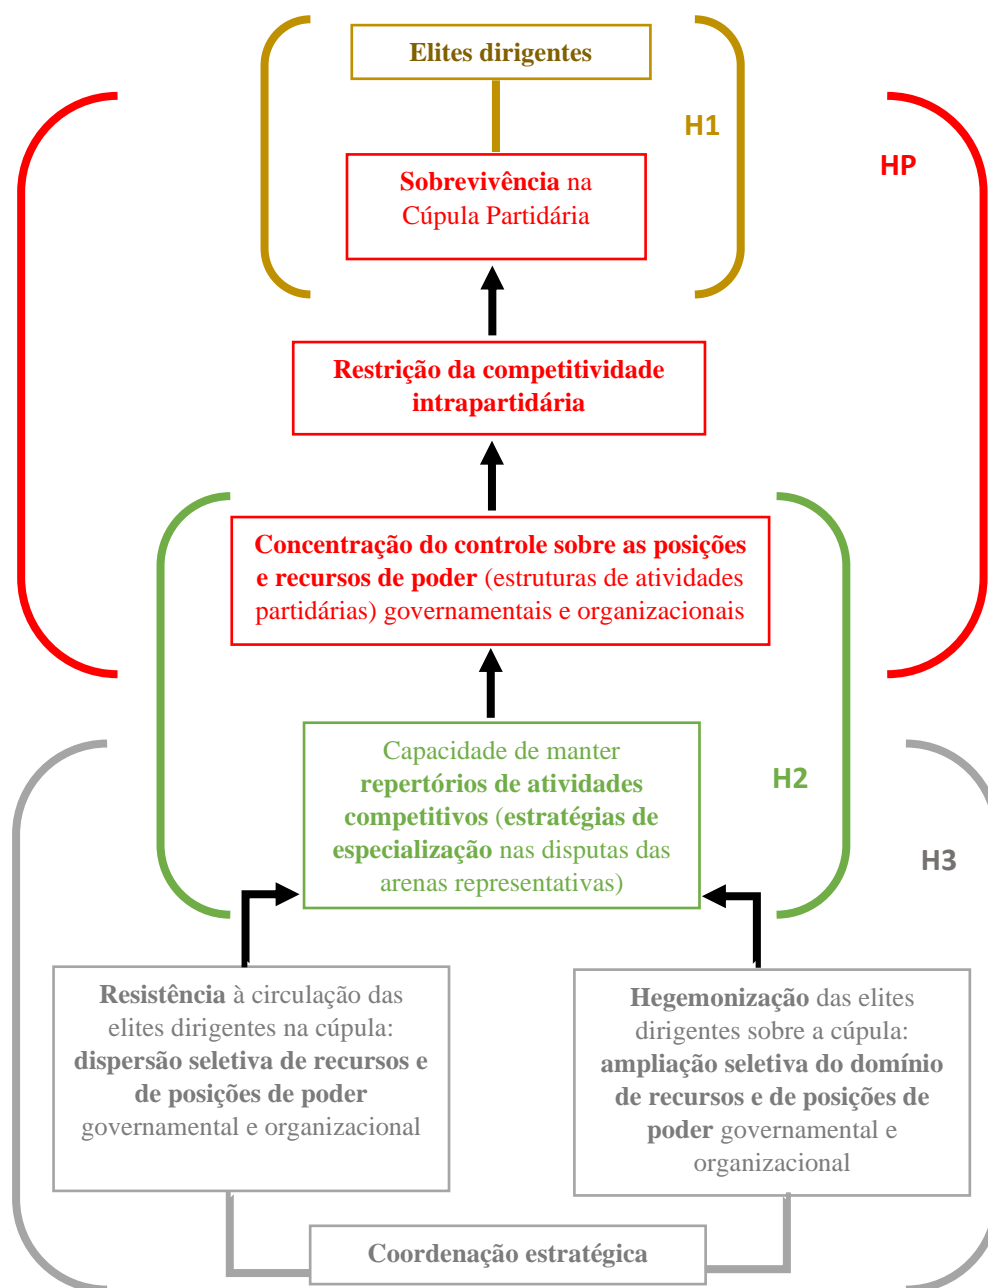 Elites dirigentes
H1
HP
Sobrevivência na
Cúpula Partidária
Restrição da competitividade
intrapartidária
Concentração do controle sobre as posições
e recursos de poder (estruturas de atividades
partidárias) governamentais e organizacionais
Capacidade de manter
repertórios de atividades
competitivos (estratégias de
especialização nas disputas das
arenas representativas)
H2
H3
Resistência à circulação das
elites dirigentes na cúpula:
dispersão seletiva de recursos e
de posições de poder
governamental e organizacional
Hegemonização das elites
dirigentes sobre a cúpula:
ampliação seletiva do domínio
de recursos e de posições de
poder governamental e
organizacional
Coordenação estratégica